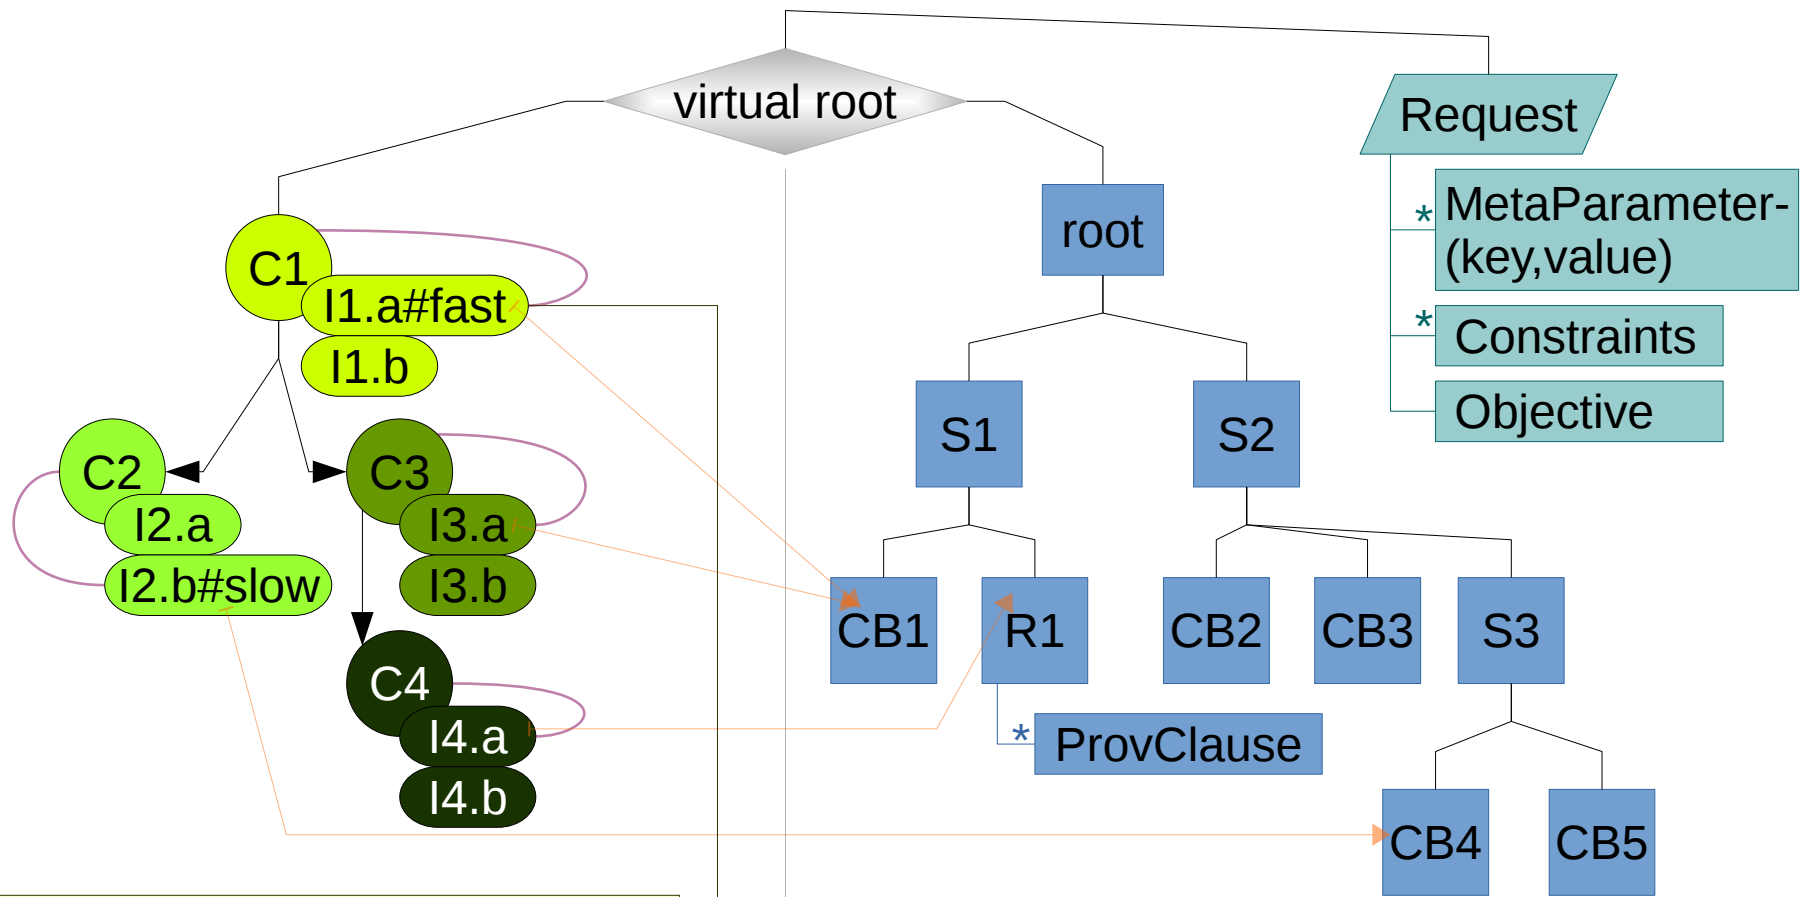 virtual root
Request
*
MetaParameter-
(key,value)
*
Constraints
Objective
root
C1
I1.a#fast
I1.b
S1
S2
C2
I2.a
I2.b#slow
C3
I3.a
I3.b
CB1
R1
CB2
CB3
S3
C4
I4.a
I4.b
*
ProvClause
CB4
CB5